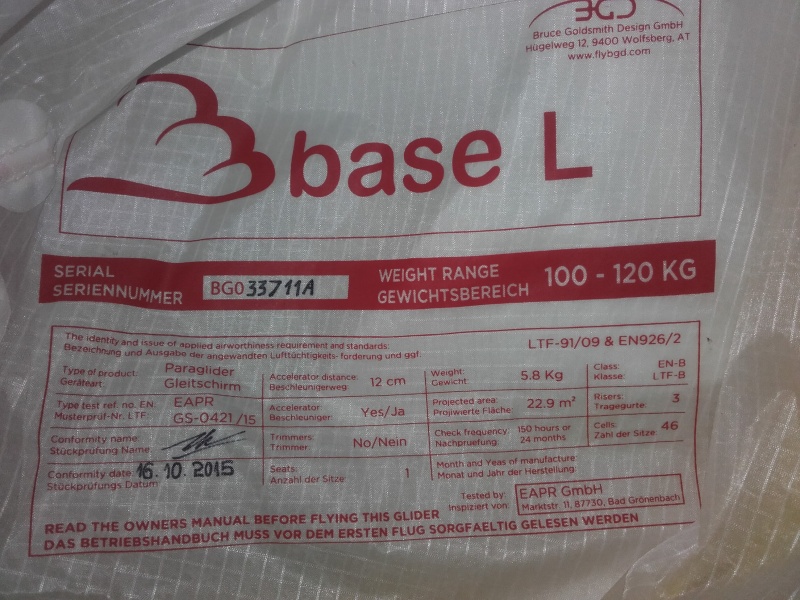 BGD
Bruce Goldsmith Design GmbH
Hügelweg 12, 9400 Wolfsberg, AT
www.flybgd.com
base L
SERIAL
SERIENNUMMER
BGO33711A
WEIGHT RANGE
GEWICHTSBEREICH
100 - 120 KG
The identity and issue of applied airworthiness requirement and standards:
Bezeichnung und Ausgabe der angewandten Lufttüchtigkeits- forderung und ggf.
LTF-91/09 & EN926/2
Type of product: Paraglider
Geräteart: Gleitschirm
Accelerator distance:
Beschleunigerweg: 12 cm
Weight:
Gewicht: 5.8 Kg
Class: EN-B
Klasse: LTF-B
Type test ref. no. EN: EAPR
Musterprüf-Nr. LTF: GS-0421/15
Accelerator
Beschleuniger: Yes/Ja
Projected area:
Projiwierte Fläche: 22.9 m²
Risers:
Tragegurte: 3
Conformity name:
Stückprüfung Name:
Trimmers:
Trimmer: No/Nein
Check frequency: 150 hours or
Nachpruefung: 24 months
Cells:
Zahl der Sitze 46
Conformity date: 16.10.2015
Stückprüfungs Datum
Seats:
Anzahl der Sitze: 1
Month and Yeas of manufacture:
Monat und Jahr der Herstellung:
Tested by:
Inspiziert von:
EAPR GmbH
Marktstr. 11, 87730, Bad Grönenbach
READ THE OWNERS MANUAL BEFORE FLYING THIS GLIDER
DAS BETRIEBSHANDBUCH MUSS VOR DEM ERSTEN FLUG SORGFAELTIG GELESEN WERDEN